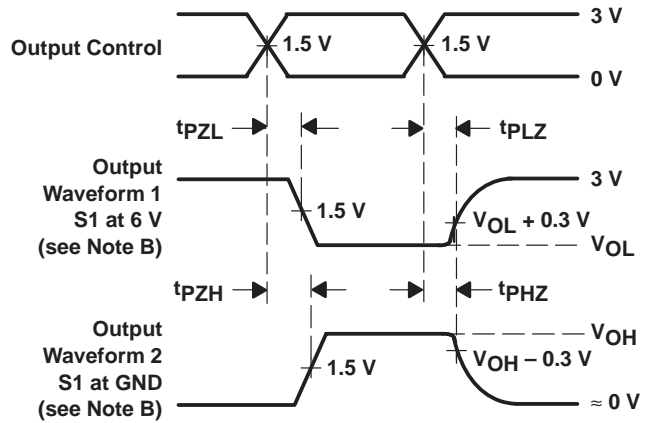 3 V
Output Control
1.5 V
1.5 V
0 V
tPZL
tPLZ
Output
Waveform 1
S1 at 6 V
(see Note B)
3 V
1.5 V
VOL + 0.3 V
VOL
tPZH
tPHZ
Output
Waveform 2
S1 at GND
(see Note B)
VOH
1.5 V
VOH – 0.3 V
≈ 0 V